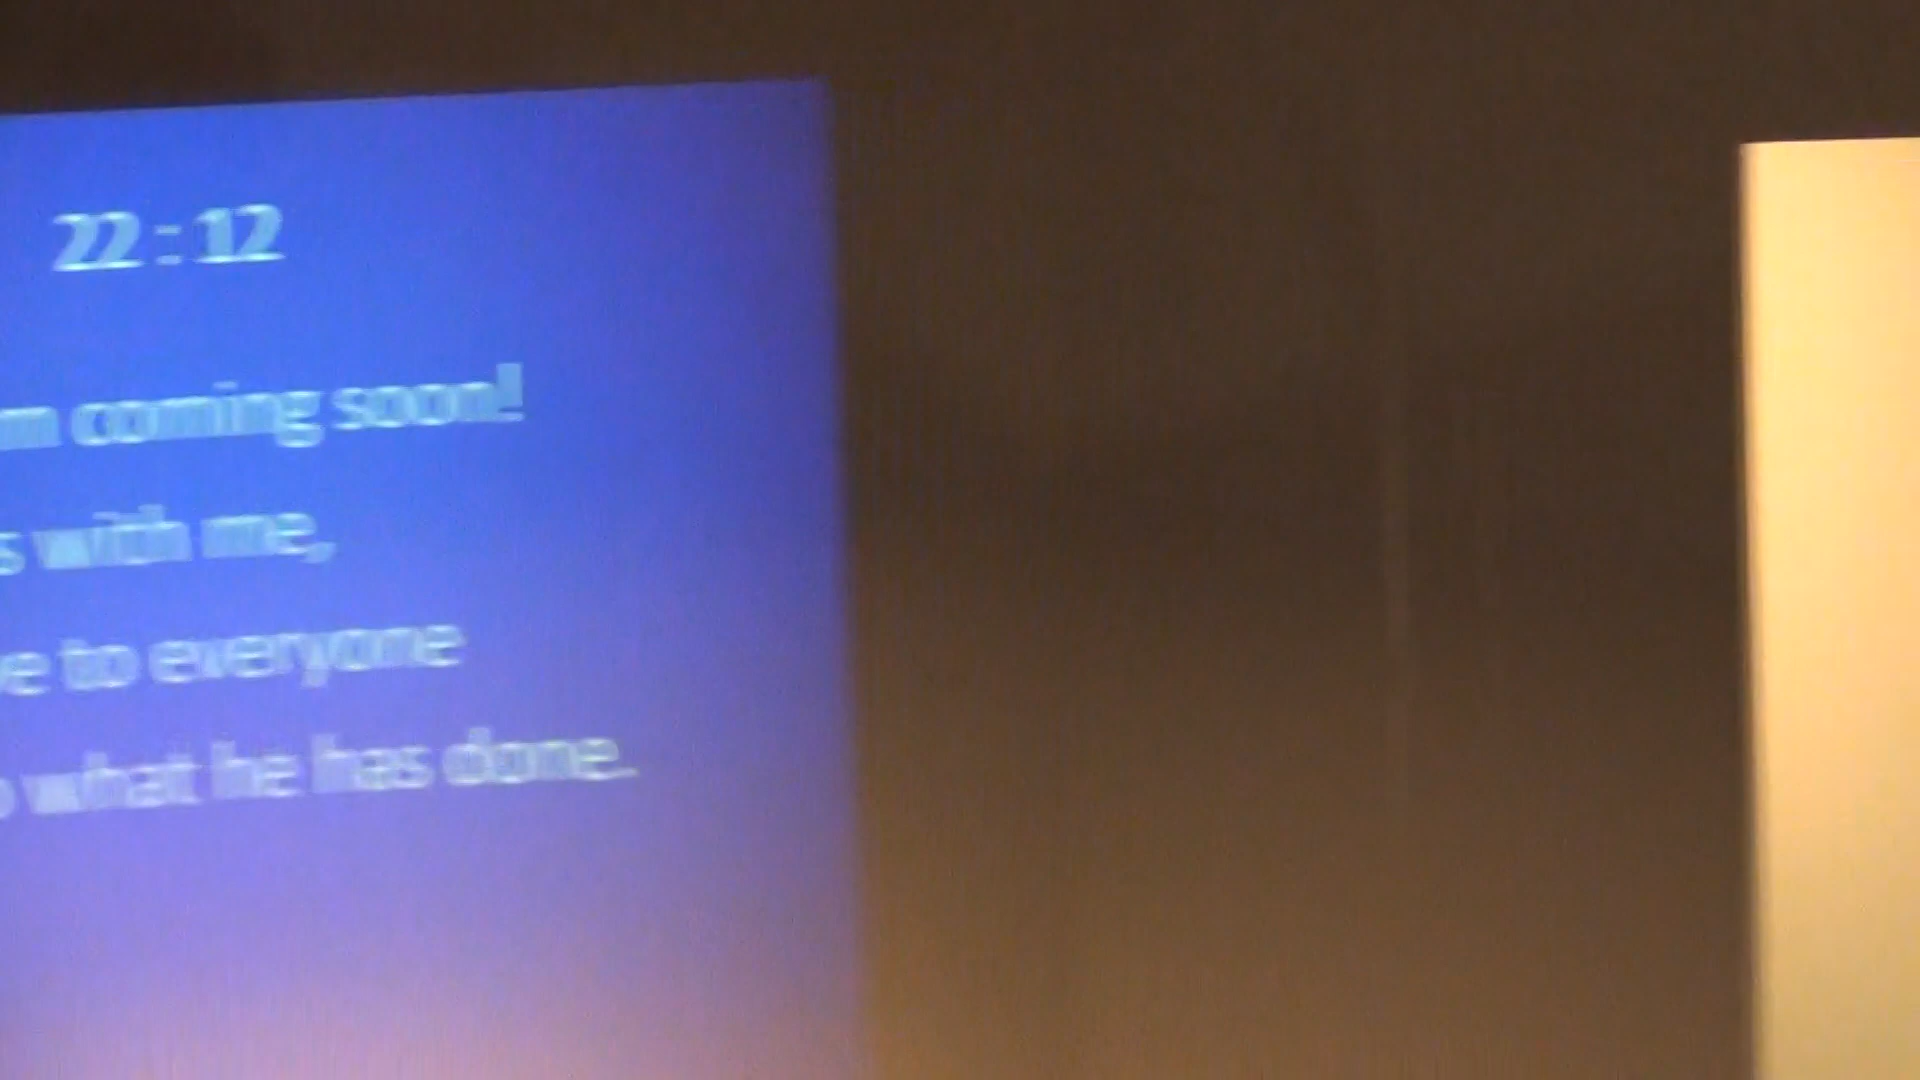 22:12
m coming soon!
s with me,
e to everyone
o what he has done.